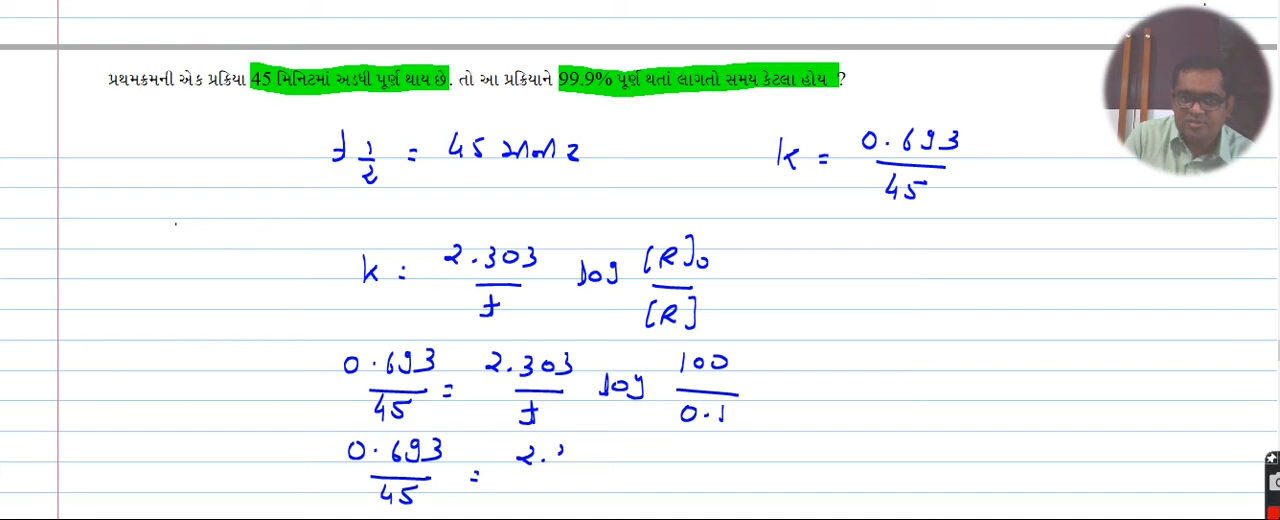 પ્રથમક્રમની એક પ્રક્રિયા 45 મિનિટમાં અડધી પૂર્ણ થાય છે. તો આ પ્રક્રિયાને 99.9% પૂર્ણ થતાં લાગતો સમય કેટલા હોય ?
t 1/2 = 45 મીનીટ K = 0.693/45
k = 2.303/t log [R]₀/[R]
0.693/45 = 2.303/t log 100/0.1
0.693/45 = 2.